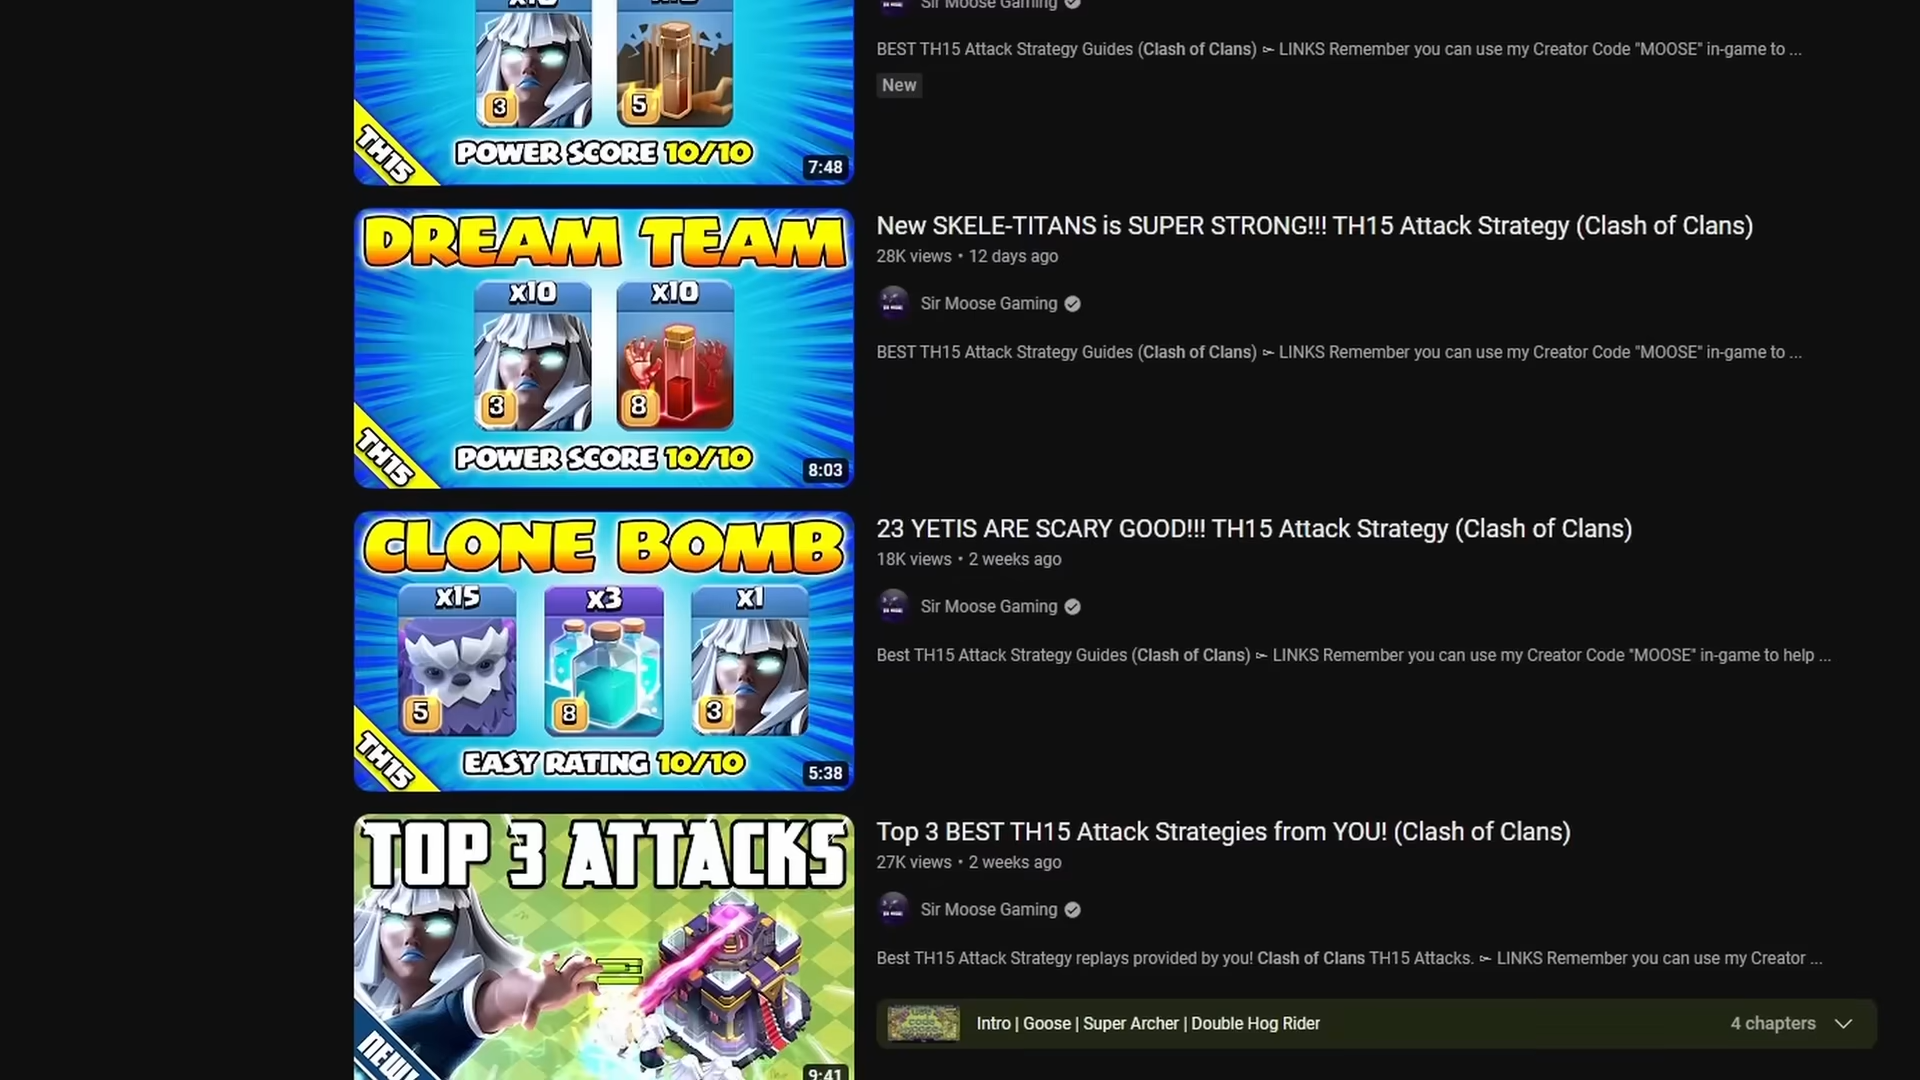 Sir Moose Gaming
BEST TH15 Attack Strategy Guides (Clash of Clans) ➳ LINKS Remember you can use my Creator Code "MOOSE" in-game to ...
New
3
5
POWER SCORE 10/10
TH15
7:48
DREAM TEAM
x10
x10
3
8
POWER SCORE 10/10
TH15
8:03
New SKELE-TITANS is SUPER STRONG!!! TH15 Attack Strategy (Clash of Clans)
28K views • 12 days ago
Sir Moose Gaming
BEST TH15 Attack Strategy Guides (Clash of Clans) ➳ LINKS Remember you can use my Creator Code "MOOSE" in-game to ...
CLONE BOMB
x15
x3
x1
5
8
3
EASY RATING 10/10
TH15
5:38
23 YETIS ARE SCARY GOOD!!! TH15 Attack Strategy (Clash of Clans)
18K views • 2 weeks ago
Sir Moose Gaming
Best TH15 Attack Strategy Guides (Clash of Clans) ➳ LINKS Remember you can use my Creator Code "MOOSE" in-game to help ...
TOP 3 ATTACKS
NEW!
9:41
Top 3 BEST TH15 Attack Strategies from YOU! (Clash of Clans)
27K views • 2 weeks ago
Sir Moose Gaming
Best TH15 Attack Strategy replays provided by you! Clash of Clans TH15 Attacks. ➳ LINKS Remember you can use my Creator ...
Intro | Goose | Super Archer | Double Hog Rider
4 chapters